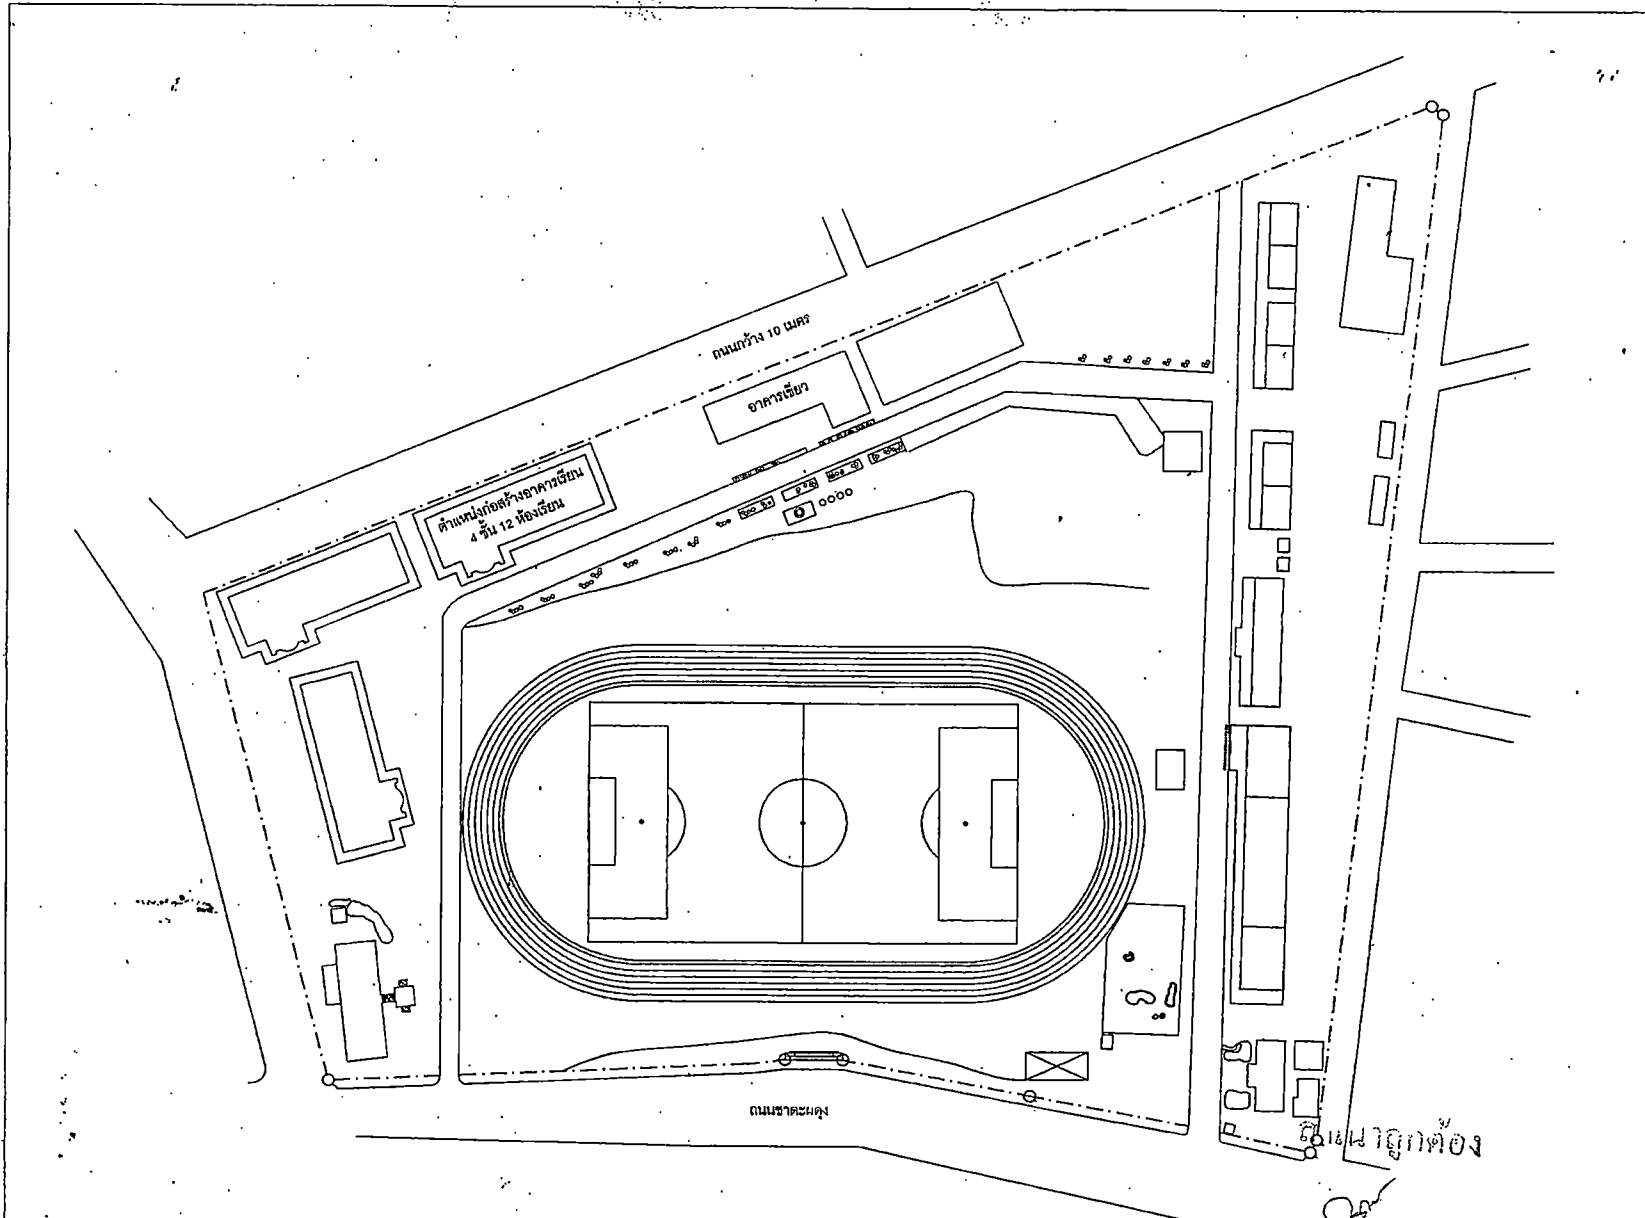 ถนนกว้าง 10 เมตร
อาคารเขียว
ตำแหน่งก่อสร้างอาคารเรียน
4 ชั้น 12 ห้องเรียน
ถนนชาตะผดุง
สำเนาถูกต้อง